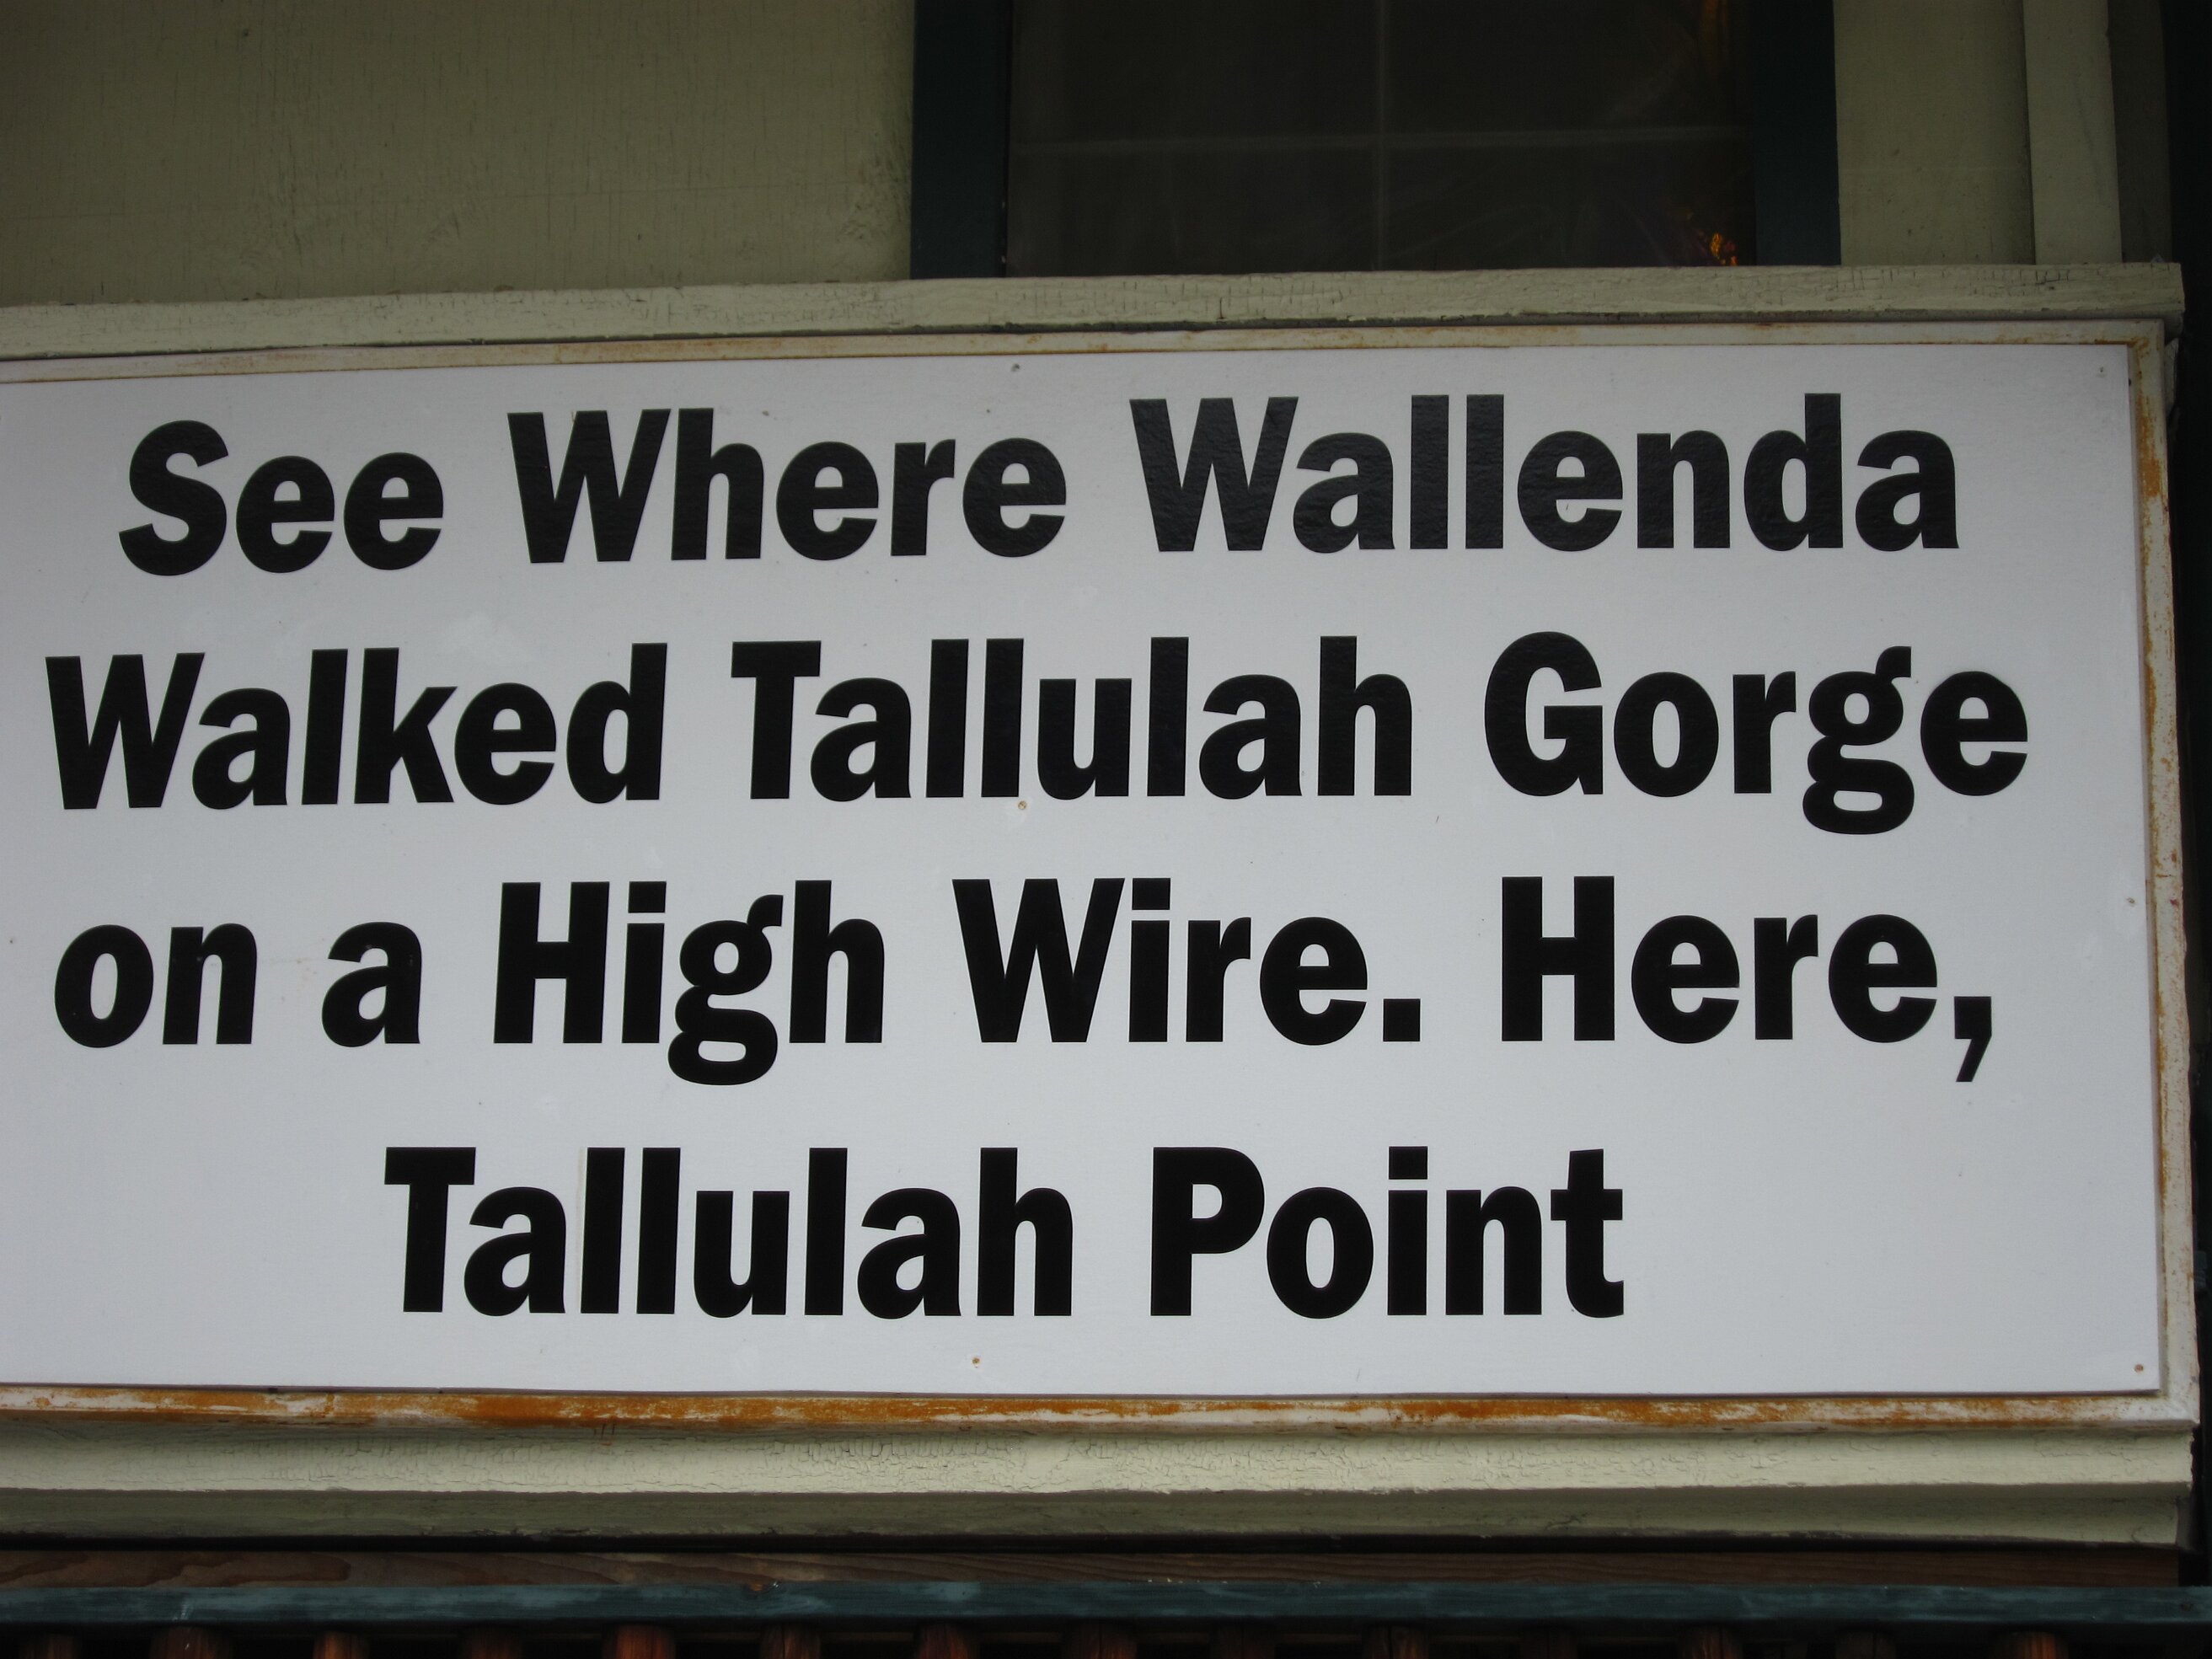 See Where Wallenda
Walked Tallulah Gorge
on a High Wire. Here,
Tallulah Point